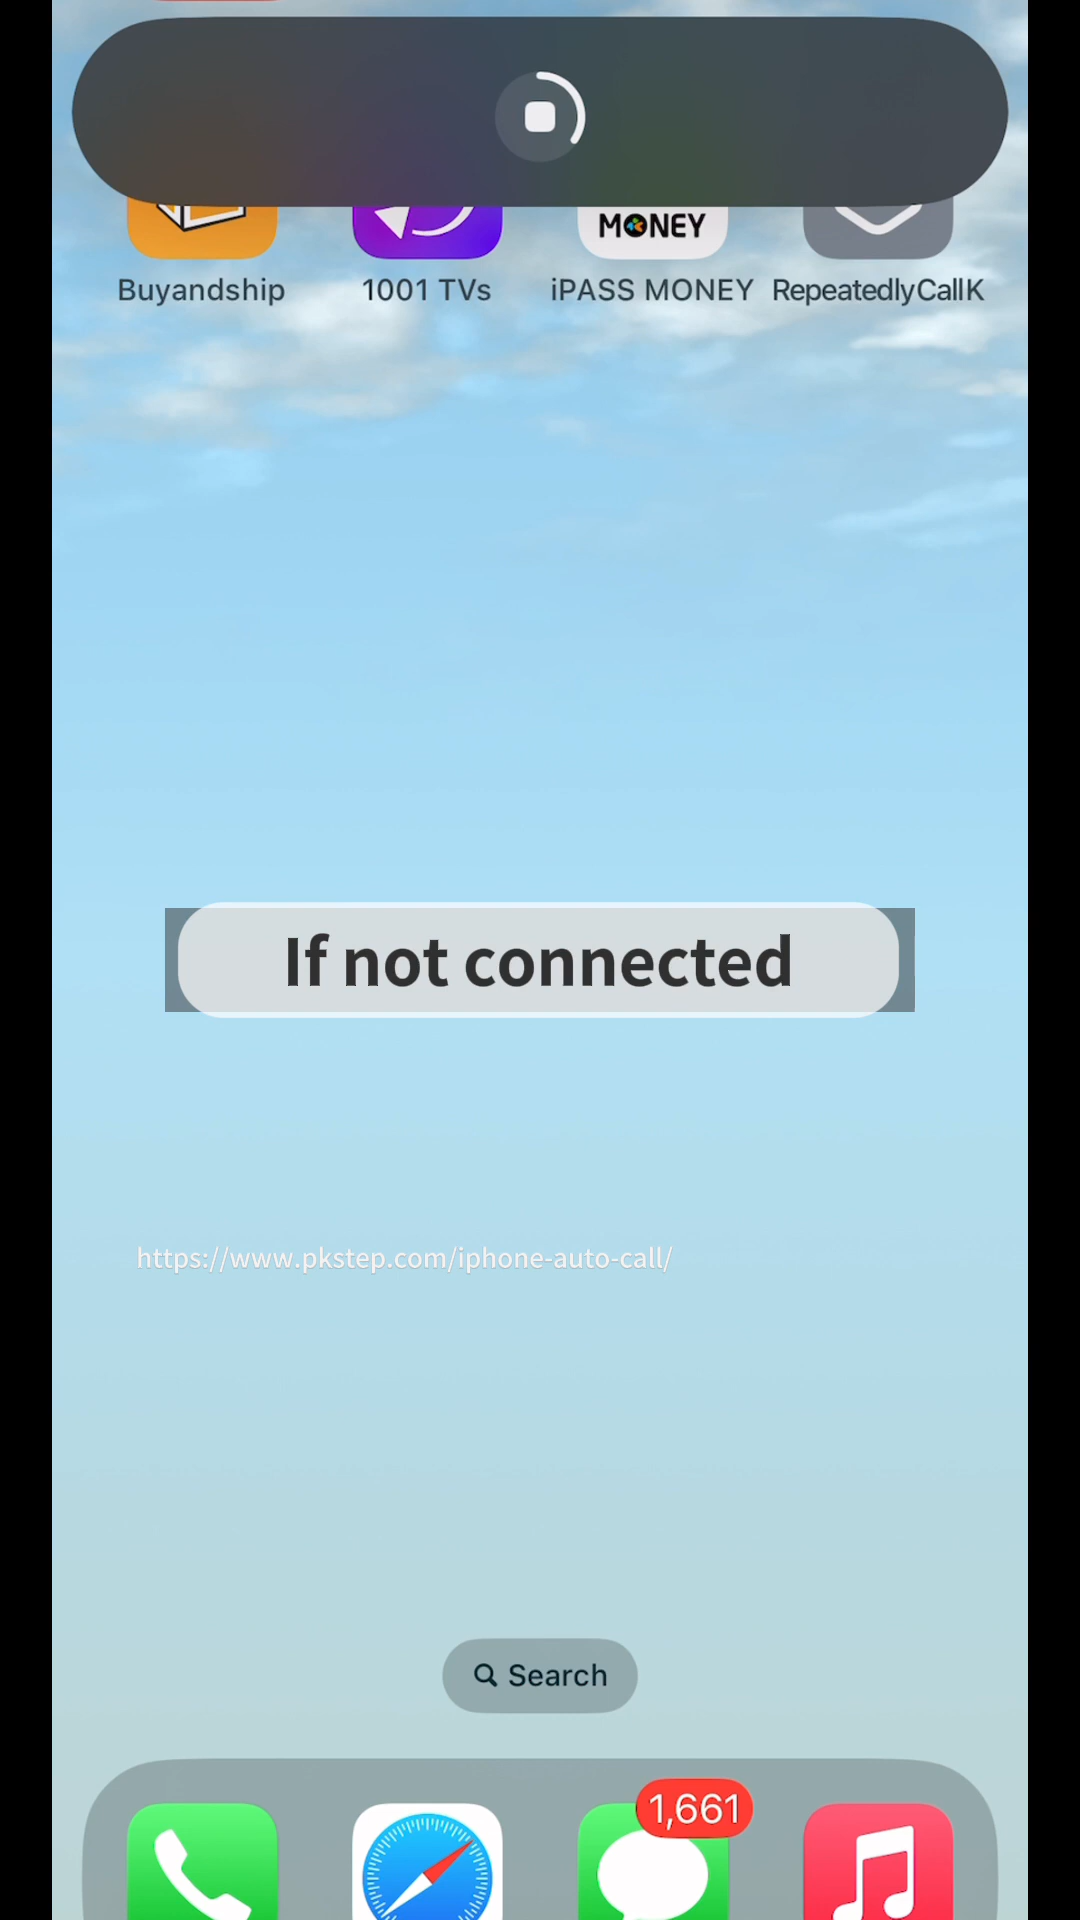 MONEY
Buyandship
1001 TVs
iPASS MONEY
RepeatedlyCallK
If not connected
https://www.pkstep.com/iphone-auto-call/
Search
1,661